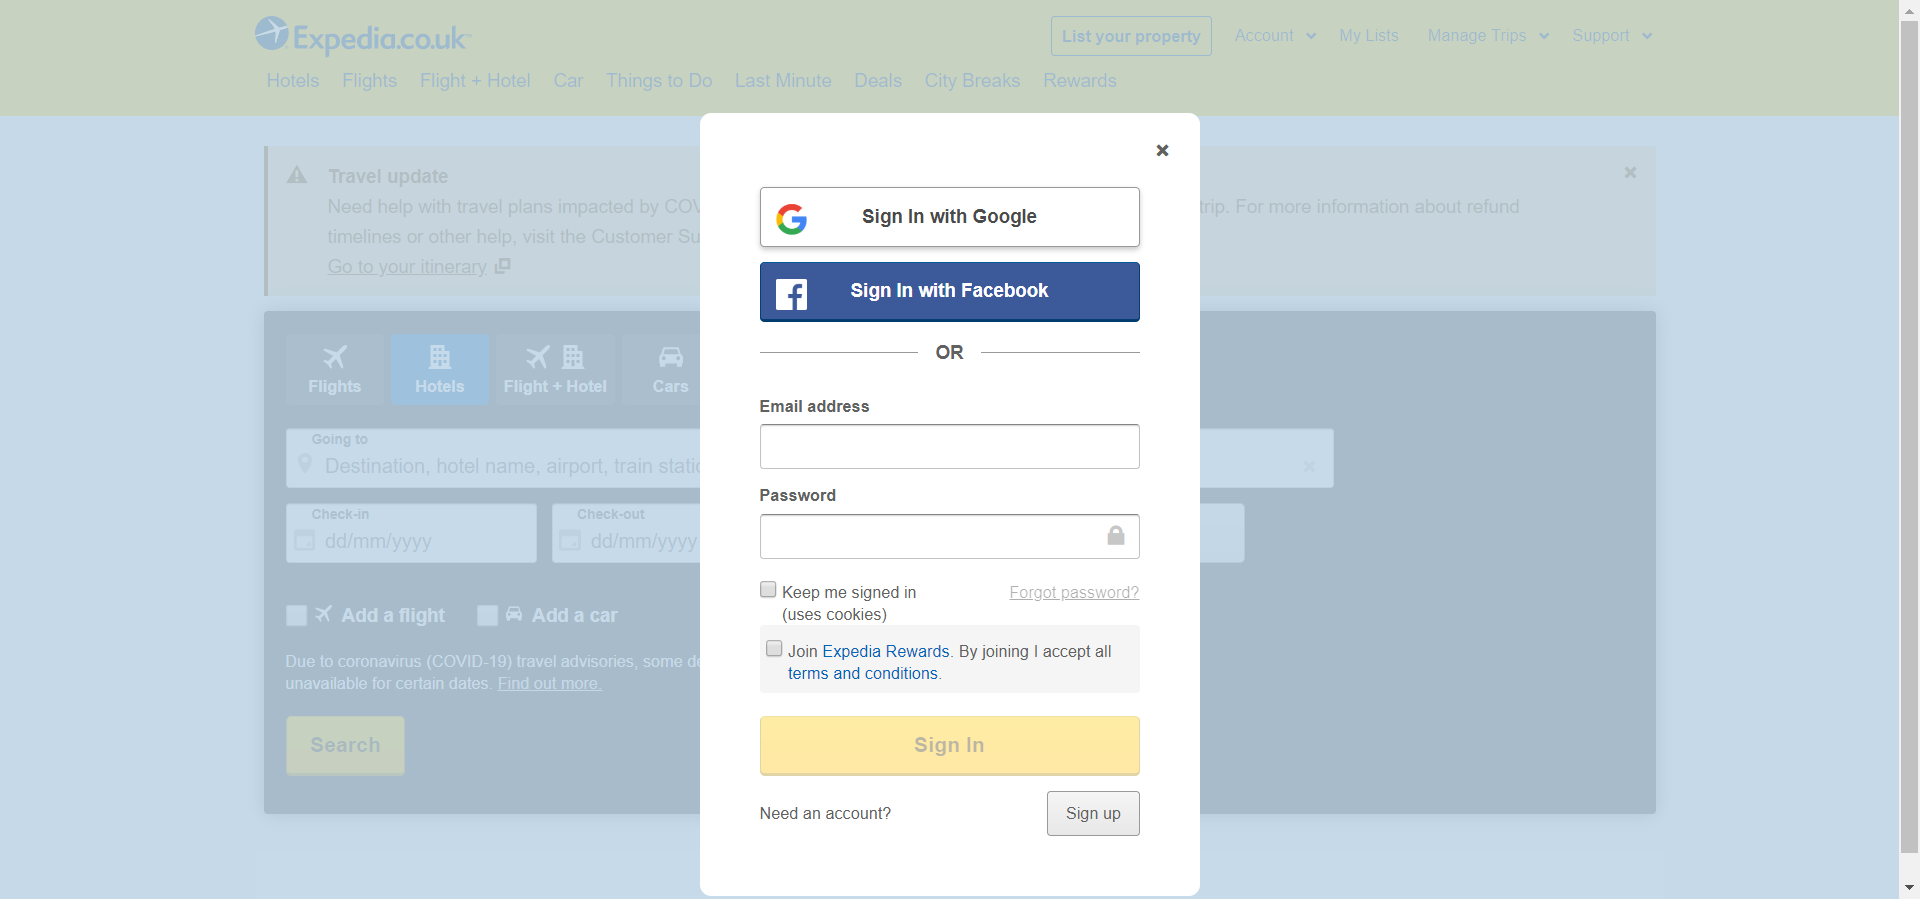 Expedia.co.uk
List your property
Account
My Lists
Manage Trips
Support
Hotels
Flights
Flight + Hotel
Car
Things to Do
Last Minute
Deals
City Breaks
Rewards
Travel update
Need help with travel plans impacted by COV
trip. For more information about refund
timelines or other help, visit the Customer Su
Go to your itinerary
Flights
Hotels
Flight + Hotel
Cars
Going to
Destination, hotel name, airport, train static
Check-in
dd/mm/yyyy
Check-out
dd/mm/yyyy
Add a flight
Add a car
Due to coronavirus (COVID-19) travel advisories, some de
unavailable for certain dates. Find out more.
Search
Sign In with Google
Sign In with Facebook
OR
Email address
Password
Keep me signed in
(uses cookies)
Forgot password?
Join Expedia Rewards. By joining I accept all
terms and conditions.
Sign In
Need an account?
Sign up